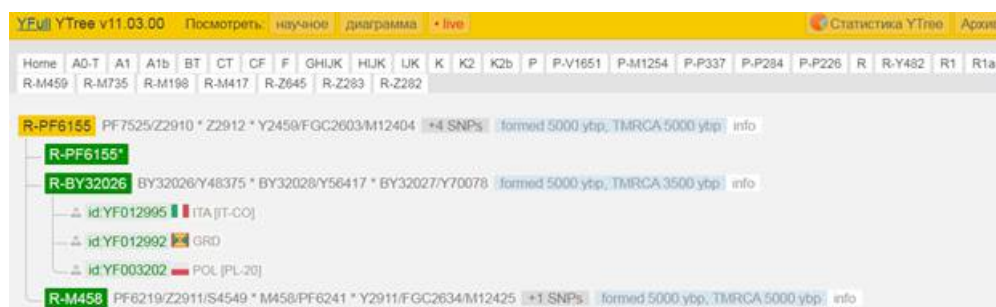 YFull YTree v11.03.00 Посмотреть: научное диаграмма • live Статистика YTree
Home A0-T A1 A1b BT CT CF F GHIJK HIJK IJK K K2 K2b P P-V1651 P-M1254 P-P337 P-P284 P-P226 R R-Y482 R1 R1a
R-M459 R-M735 R-M198 R-M417 R-Z645 R-Z283 R-Z282
R-PF6155 PF7525/Z2910 * Z2912 * Y2459/FGC2603/M12404 +4 SNPs formed 5000 ybp, TMRCA 5000 ybp info
R-PF6155*
R-BY32026 BY32026/Y48375 * BY32028/Y56417 * BY32027/Y70078 formed 5000 ybp, TMRCA 3500 ybp info
id:YF012995 ITA [IT-CO]
id:YF012992 GRD
id:YF003202 POL [PL-20]
R-M458 PF6219/Z2911/S4549 * M458/PF6241 * Y2911/FGC2634/M12425 +1 SNPs formed 5000 ybp, TMRCA 5000 ybp info